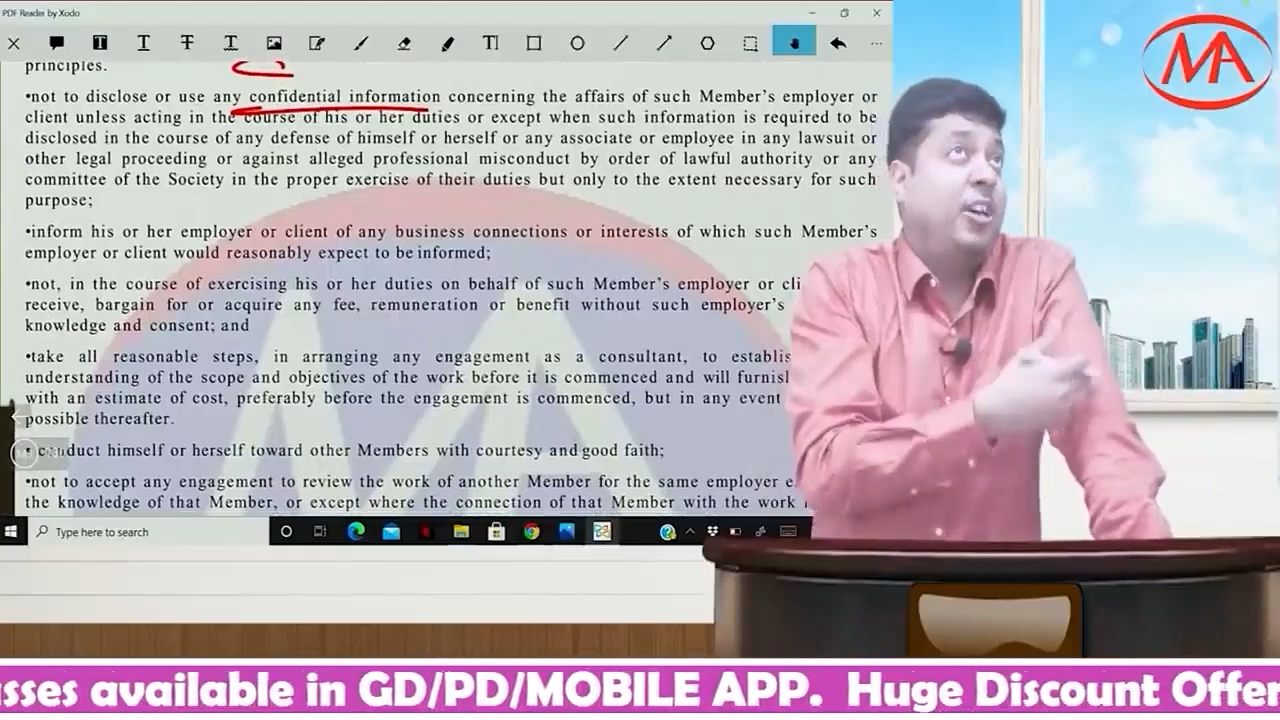 PDF Reader by Xodo
principles.
•not to disclose or use any confidential information concerning the affairs of such Member's employer or
client unless acting in the course of his or her duties or except when such information is required to be
disclosed in the course of any defense of himself or herself or any associate or employee in any lawsuit or
other legal proceeding or against alleged professional misconduct by order of lawful authority or any
committee of the Society in the proper exercise of their duties but only to the extent necessary for such
purpose;
•inform his or her employer or client of any business connections or interests of which such Member's
employer or client would reasonably expect to be informed;
•not, in the course of exercising his or her duties on behalf of such Member's employer or cli
receive, bargain for or acquire any fee, remuneration or benefit without such employer's
knowledge and consent; and
•take all reasonable steps, in arranging any engagement as a consultant, to establis
understanding of the scope and objectives of the work before it is commenced and will furnish
with an estimate of cost, preferably before the engagement is commenced, but in any event
possible thereafter.
•conduct himself or herself toward other Members with courtesy and good faith;
•not to accept any engagement to review the work of another Member for the same employer e
the knowledge of that Member, or except where the connection of that Member with the work
Type here to search
MA
asses available in GD/PD/MOBILE APP. Huge Discount Offer